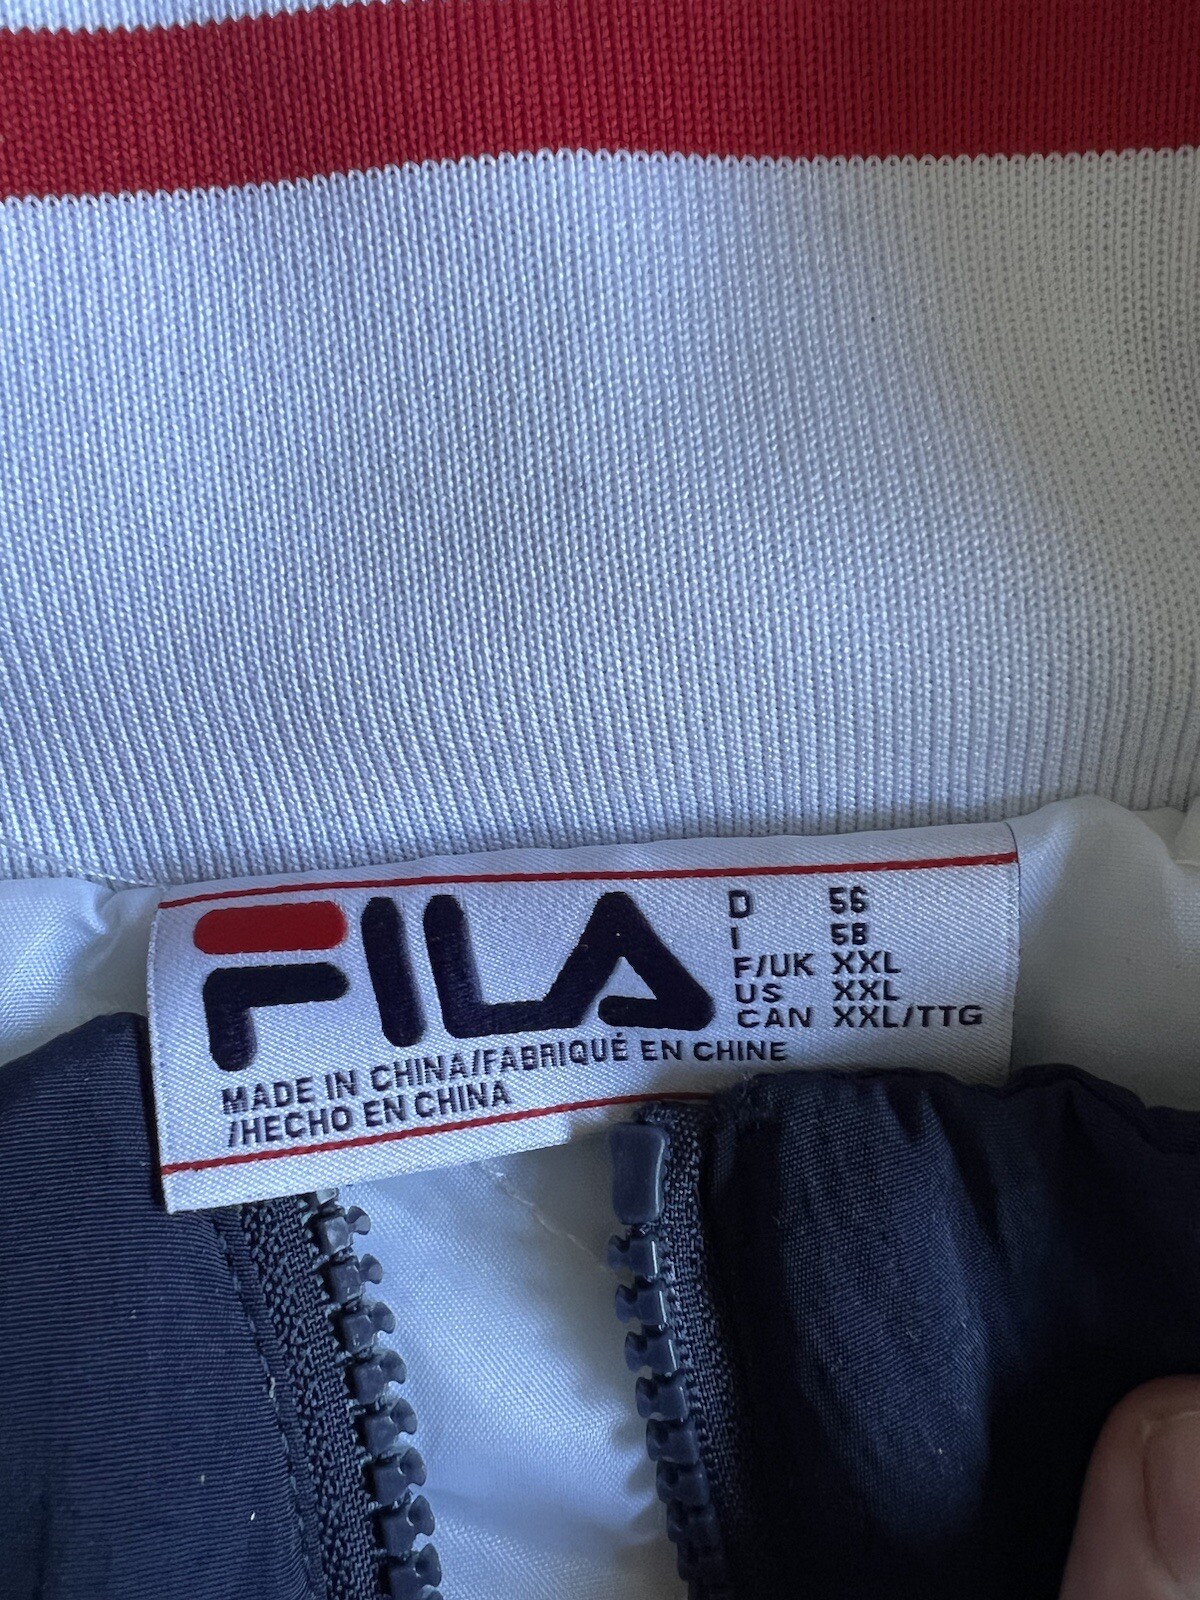 FILA
D 56
I 58
F/UK XXL
US XXL
CAN XXL/TTG
MADE IN CHINA/FABRIQUÉ EN CHINE
/HECHO EN CHINA